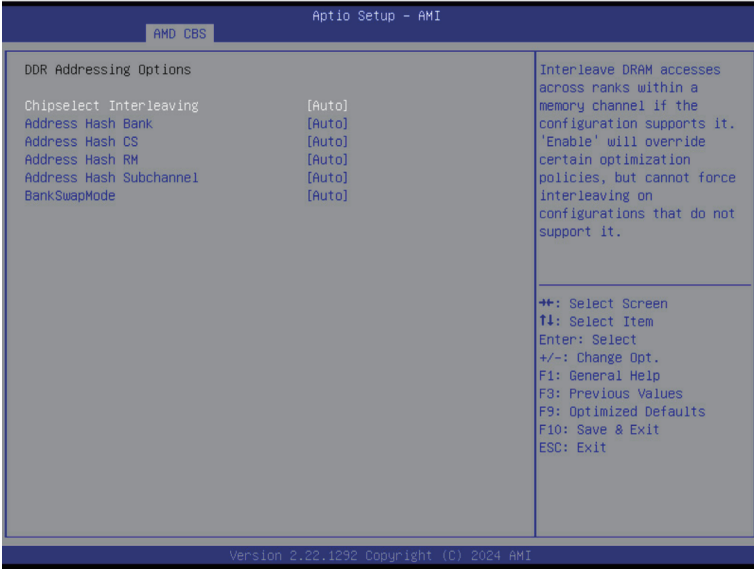 Aptio Setup - AMI
AMD CBS
DDR Addressing Options
Chipselect Interleaving [Auto]
Address Hash Bank [Auto]
Address Hash CS [Auto]
Address Hash RM [Auto]
Address Hash Subchannel [Auto]
BankSwapMode [Auto]
Interleave DRAM accesses
across ranks within a
memory channel if the
configuration supports it.
'Enable' will override
certain optimization
policies, but cannot force
interleaving on
configurations that do not
support it.
→←: Select Screen
↑↓: Select Item
Enter: Select
+/-: Change Opt.
F1: General Help
F3: Previous Values
F9: Optimized Defaults
F10: Save & Exit
ESC: Exit
Version 2.22.1292 Copyright (C) 2024 AMI